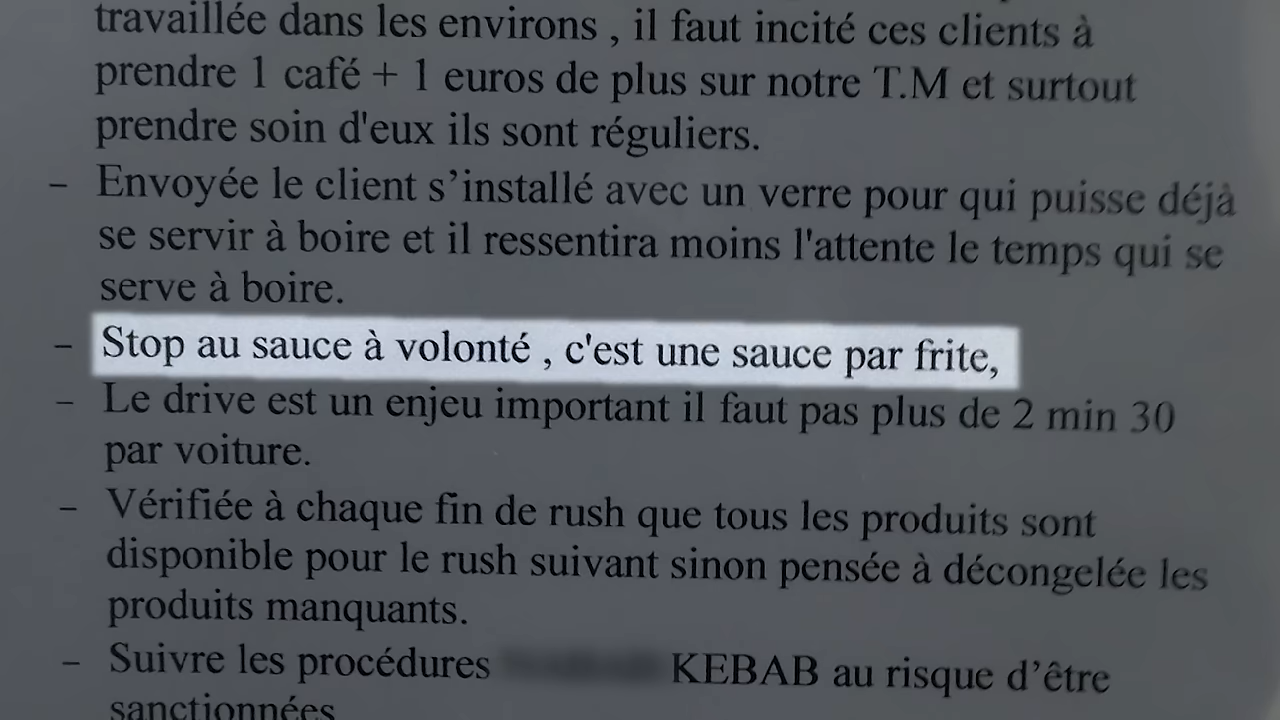 travaillée dans les environs , il faut incité ces clients à
prendre 1 café + 1 euros de plus sur notre T.M et surtout
prendre soin d'eux ils sont réguliers.
– Envoyée le client s’installé avec un verre pour qui puisse déjà
se servir à boire et il ressentira moins l'attente le temps qui se
serve à boire.
– Stop au sauce à volonté , c'est une sauce par frite,
– Le drive est un enjeu important il faut pas plus de 2 min 30
par voiture.
– Vérifiée à chaque fin de rush que tous les produits sont
disponible pour le rush suivant sinon pensée à décongelée les
produits manquants.
– Suivre les procédures KEBAB au risque d’être
sanctionnées